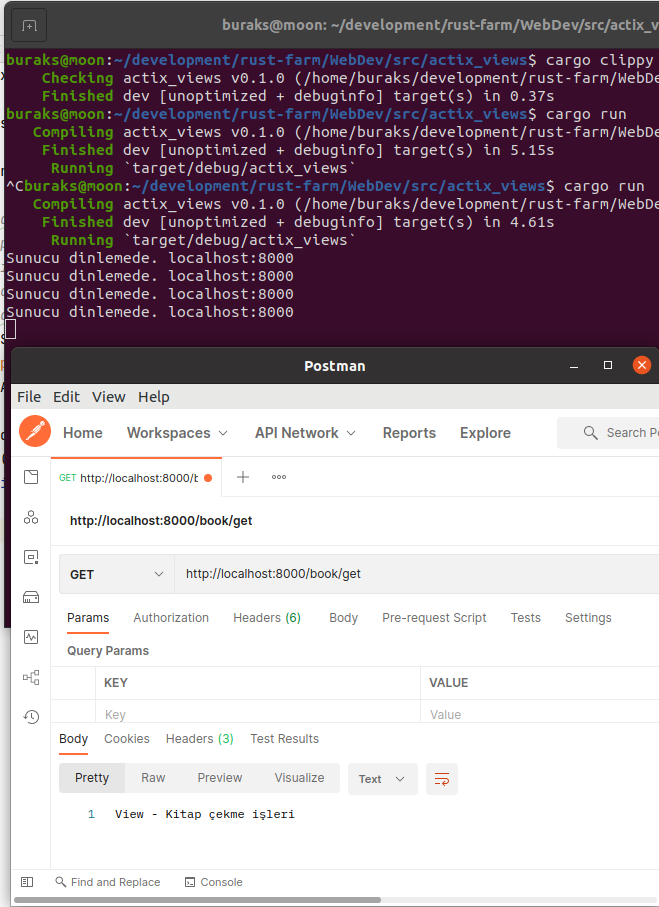 buraks@moon: ~/development/rust-farm/WebDev/src/actix_v
buraks@moon:~/development/rust-farm/WebDev/src/actix_views$ cargo clippy
Checking actix_views v0.1.0 (/home/buraks/development/rust-farm/WebDe
Finished dev [unoptimized + debuginfo] target(s) in 0.37s
buraks@moon:~/development/rust-farm/WebDev/src/actix_views$ cargo run
Compiling actix_views v0.1.0 (/home/buraks/development/rust-farm/WebDe
Finished dev [unoptimized + debuginfo] target(s) in 5.15s
Running `target/debug/actix_views`
^Cburaks@moon:~/development/rust-farm/WebDev/src/actix_views$ cargo run
Compiling actix_views v0.1.0 (/home/buraks/development/rust-farm/WebDe
Finished dev [unoptimized + debuginfo] target(s) in 4.61s
Running `target/debug/actix_views`
Sunucu dinlemede. localhost:8000
Sunucu dinlemede. localhost:8000
Sunucu dinlemede. localhost:8000
Sunucu dinlemede. localhost:8000
Postman
File Edit View Help
Home Workspaces API Network Reports Explore Search Po
GET http://localhost:8000/b
http://localhost:8000/book/get
GET http://localhost:8000/book/get
Params Authorization Headers (6) Body Pre-request Script Tests Settings
Query Params
KEY VALUE
Key Value
Body Cookies Headers (3) Test Results
Pretty Raw Preview Visualize Text
1 View - Kitap çekme işleri
Find and Replace Console